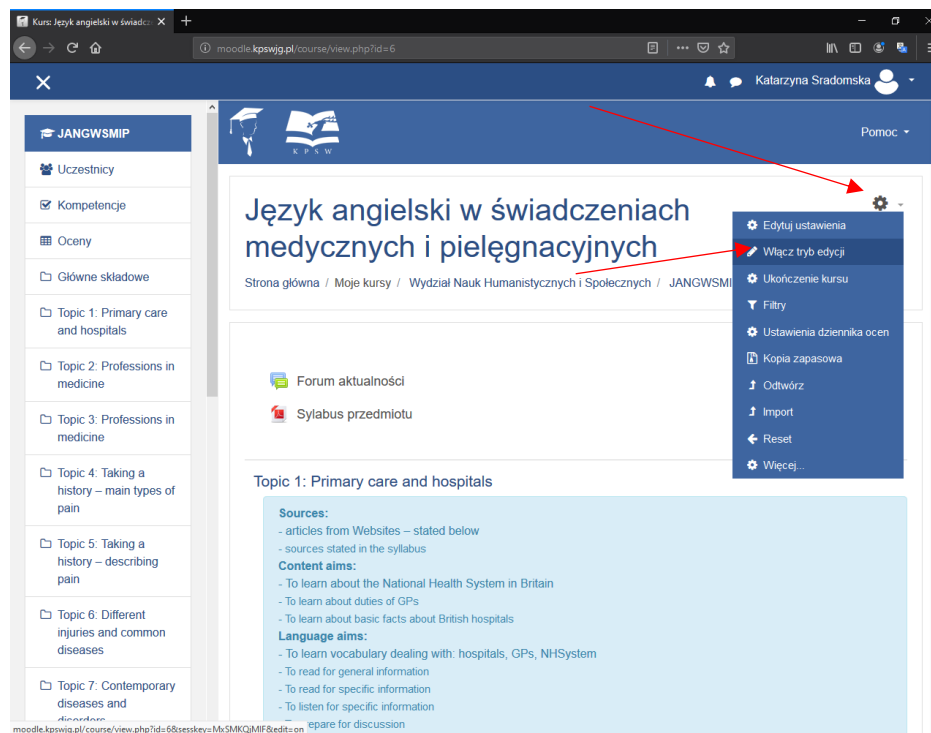 Kurs: Język angielski w świadcze
moodle.kpswjg.pl/course/view.php?id=6
Katarzyna Sradomska
JANGWSMIP
Uczestnicy
Kompetencje
Oceny
Główne składowe
Topic 1: Primary care
and hospitals
Topic 2: Professions in
medicine
Topic 3: Professions in
medicine
Topic 4: Taking a
history – main types of
pain
Topic 5: Taking a
history – describing
pain
Topic 6: Different
injuries and common
diseases
Topic 7: Contemporary
diseases and
disorders
K P S W
Pomoc
Język angielski w świadczeniach
medycznych i pielęgnacyjnych
Strona główna / Moje kursy / Wydział Nauk Humanistycznych i Społecznych / JANGWSMI
Edytuj ustawienia
Włącz tryb edycji
Ukończenie kursu
Filtry
Ustawienia dziennika ocen
Kopia zapasowa
Odtwórz
Import
Reset
Więcej...
Forum aktualności
Sylabus przedmiotu
Topic 1: Primary care and hospitals
Sources:
- articles from Websites – stated below
- sources stated in the syllabus
Content aims:
- To learn about the National Health System in Britain
- To learn about duties of GPs
- To learn about basic facts about British hospitals
Language aims:
- To learn vocabulary dealing with: hospitals, GPs, NHSystem
- To read for general information
- To read for specific information
- To listen for specific information
- To prepare for discussion
moodle.kpswjg.pl/course/view.php?id=6&sesskey=MxSMKQjMIF&edit=on